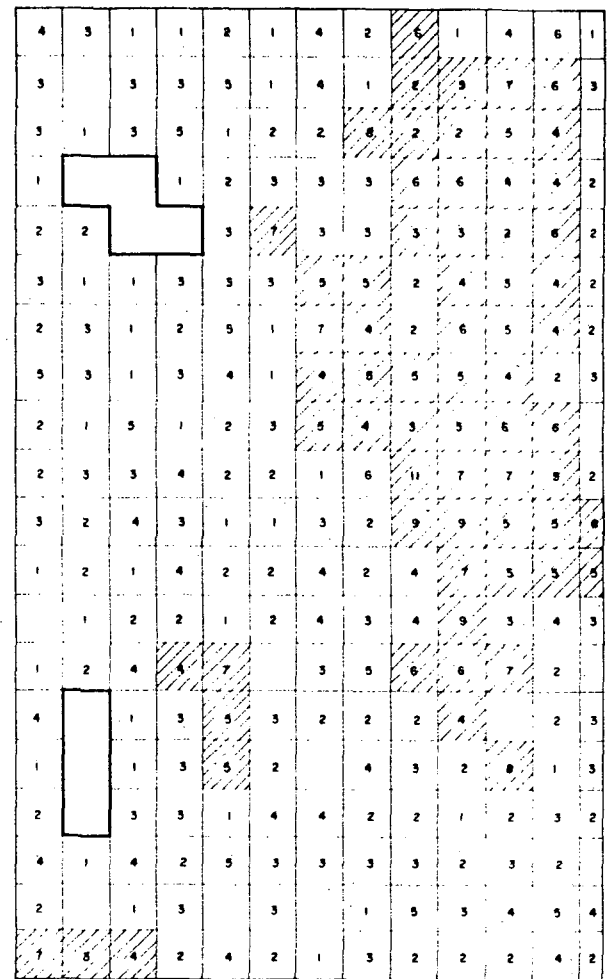 4 3 1 1 2 1 4 2 6 1 4 6 1
3 3 3 5 1 4 1 2 3 7 6 3
3 1 3 5 1 2 2 8 2 2 5 4
1 1 2 3 3 3 6 6 4 4 2
2 2 3 7 3 3 3 3 2 6 2
3 1 1 3 3 3 5 5 2 4 3 4 2
2 3 1 2 5 1 7 4 2 6 5 4 2
5 3 1 3 4 1 4 5 5 4 2 3
2 1 5 1 2 3 5 4 3 5 6 6
2 3 3 4 2 2 1 6 11 7 7 2
3 2 4 3 1 1 3 2 9 9 5 5
1 2 1 4 2 2 4 2 4 7 5 5 5
1 2 2 1 2 4 3 4 9 3 4 3
1 2 4 7 3 5 6 6 7 2
4 1 3 5 3 2 2 2 4 2 3
1 1 3 5 2 4 3 2 8 1 3
2 3 3 1 4 4 2 2 1 2 3 2
4 1 4 2 5 3 3 3 3 2 3 2
2 1 3 3 1 5 3 4 5 4
7 4 2 4 2 1 3 2 2 2 4 2